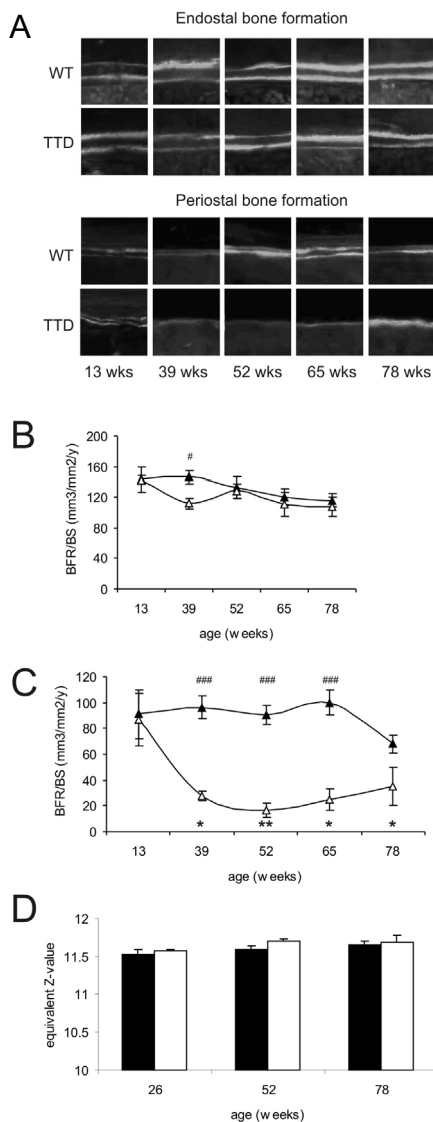 A
Endostal bone formation
WT
TTD
Periostal bone formation
WT
TTD
13 wks 39 wks 52 wks 65 wks 78 wks
B
BFR/BS (mm3/mm2/y)
200
160
120
80
40
0
#
13 39 52 65 78
age (weeks)
C
BFR/BS (mm3/mm2/y)
120
100
80
60
40
20
0
### ### ###
* ** * *
13 39 52 65 78
age (weeks)
D
equivalent Z-value
12
11.5
11
10.5
10
26 52 78
age (weeks)